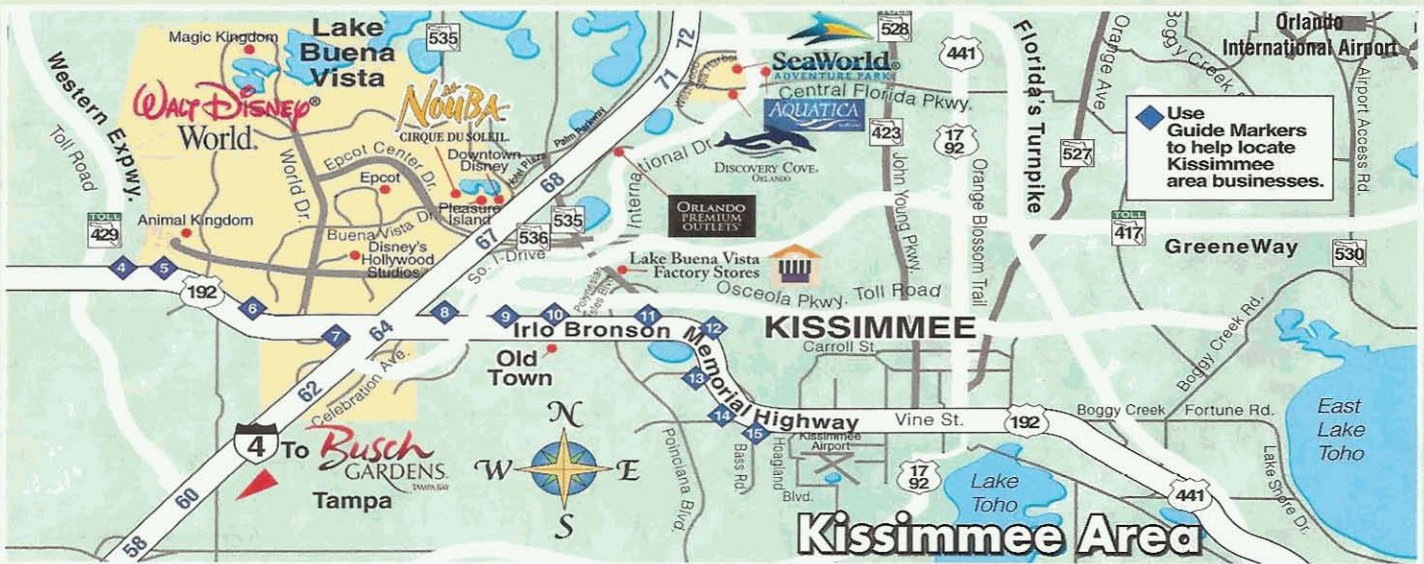 Magic Kingdom
Lake
Buena
Vista
535
Western Expwy.
Toll Road
WALT DISNEY®
World®
La
NOUBA
CIRQUE DU SOLEIL
Downtown
Disney
Hotel Plaza
Palm Parkway
Epcot Center Dr.
World Dr.
Epcot
Pleasure
Island
Buena Vista Dr.
Disney's
Hollywood
Studios
Animal Kingdom
TOLL
429
72
71
68
67
64
62
60
58
535
536
So. I-Drive
International Dr.
SeaWorld®
ADVENTURE PARK
Central Florida Pkwy.
AQUATICA
DISCOVERY COVE®
ORLANDO
ORLANDO
PREMIUM
OUTLETS®
Lake Buena Vista
Factory Stores
Osceola Pkwy. Toll Road
528
423
John Young Pkwy.
441
17
92
Orange Blossom Trail
Florida's Turnpike
Orange Ave.
527
Boggy Creek
Orlando
International Airport
Airport Access Rd.
Use
Guide Markers
to help locate
Kissimmee
area businesses.
TOLL
417
GreeneWay
530
Boggy Creek Rd.
4
5
192
6
7
8
9
10
11
12
13
14
15
Irlo Bronson
Memorial Highway
KISSIMMEE
Carroll St.
Old
Town
Celebration Ave.
Vine St.
192
Boggy Creek
Fortune Rd.
East
Lake
Toho
Lake Shore Dr.
441
Lake
Toho
17
92
Kissimmee
Airport
Hoagland
Blvd.
Bass Rd.
Poinciana Blvd.
N
W
E
S
4
To Busch
GARDENS®
TAMPA BAY
Tampa
Kissimmee Area